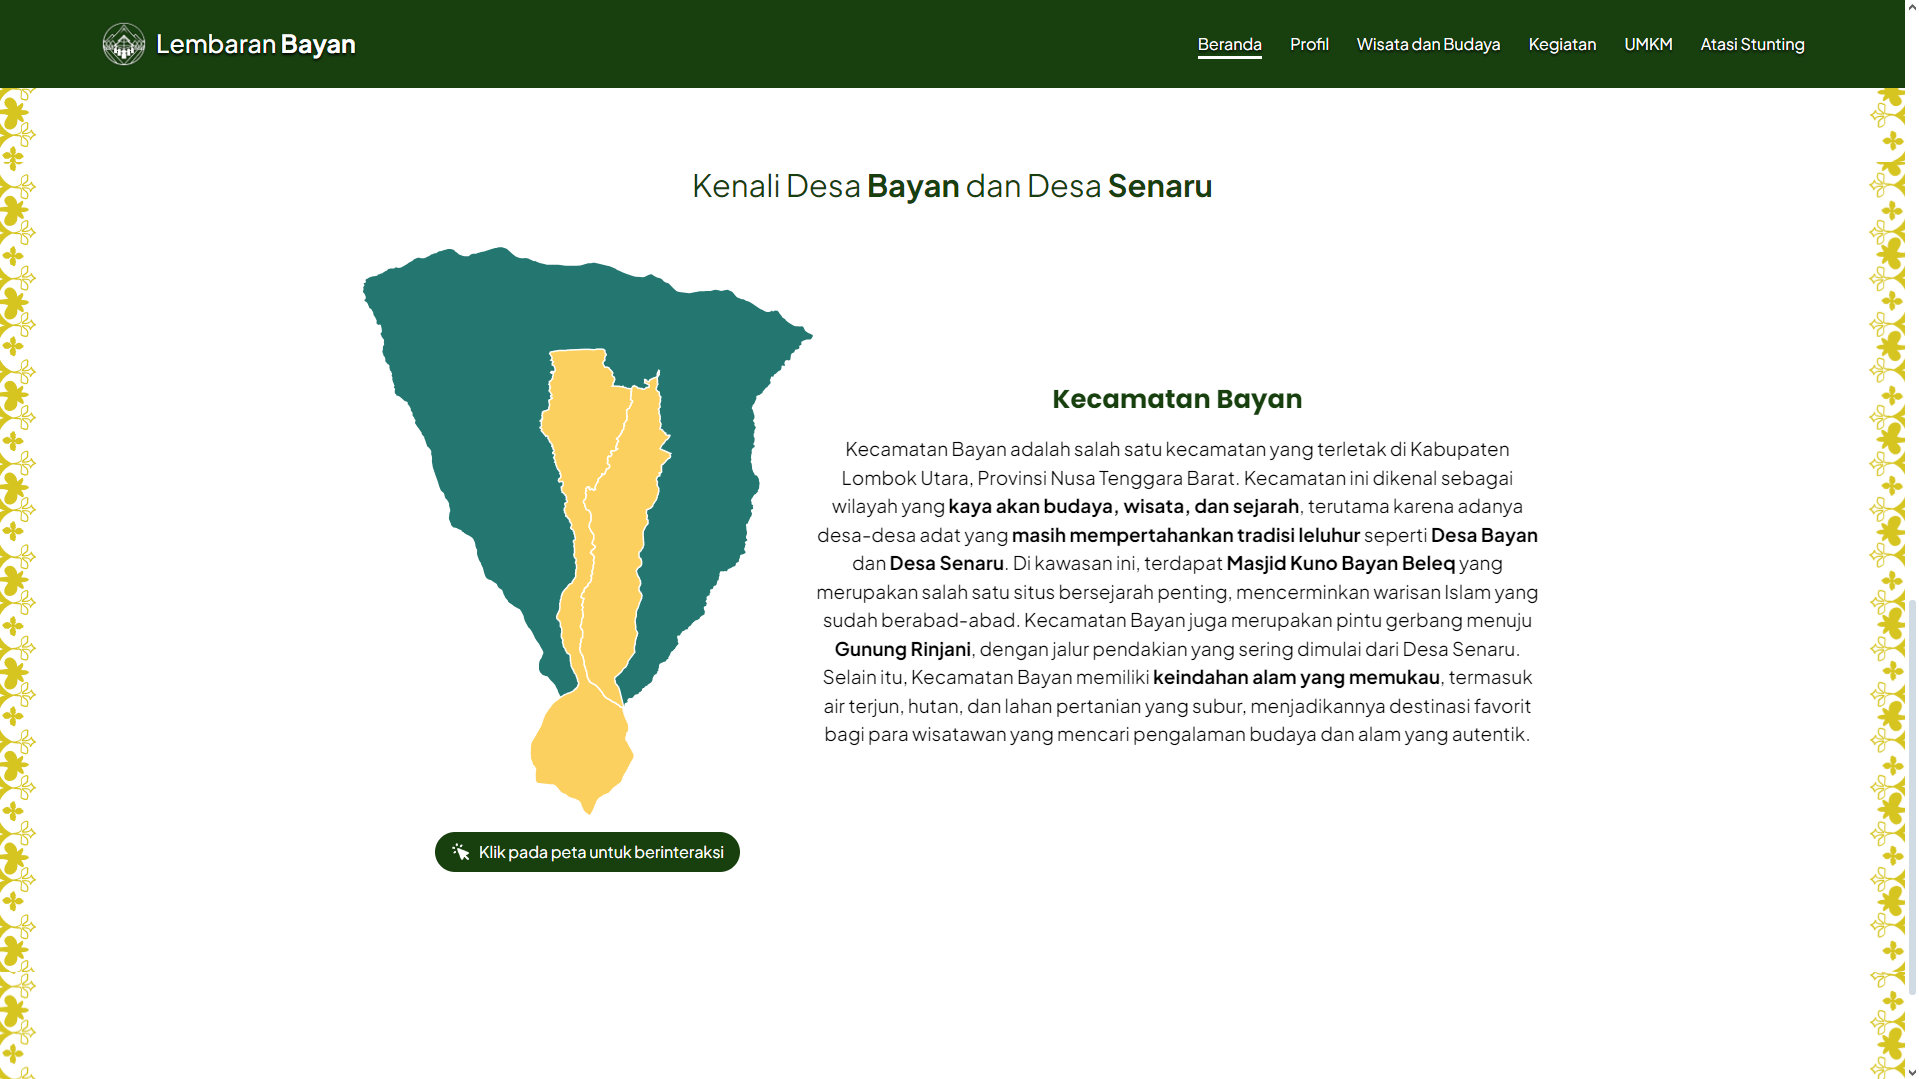 Lembaran Bayan
Beranda Profil Wisata dan Budaya Kegiatan UMKM Atasi Stunting
Kenali Desa Bayan dan Desa Senaru
Kecamatan Bayan
Kecamatan Bayan adalah salah satu kecamatan yang terletak di Kabupaten
Lombok Utara, Provinsi Nusa Tenggara Barat. Kecamatan ini dikenal sebagai
wilayah yang kaya akan budaya, wisata, dan sejarah, terutama karena adanya
desa-desa adat yang masih mempertahankan tradisi leluhur seperti Desa Bayan
dan Desa Senaru. Di kawasan ini, terdapat Masjid Kuno Bayan Beleq yang
merupakan salah satu situs bersejarah penting, mencerminkan warisan Islam yang
sudah berabad-abad. Kecamatan Bayan juga merupakan pintu gerbang menuju
Gunung Rinjani, dengan jalur pendakian yang sering dimulai dari Desa Senaru.
Selain itu, Kecamatan Bayan memiliki keindahan alam yang memukau, termasuk
air terjun, hutan, dan lahan pertanian yang subur, menjadikannya destinasi favorit
bagi para wisatawan yang mencari pengalaman budaya dan alam yang autentik.
Klik pada peta untuk berinteraksi